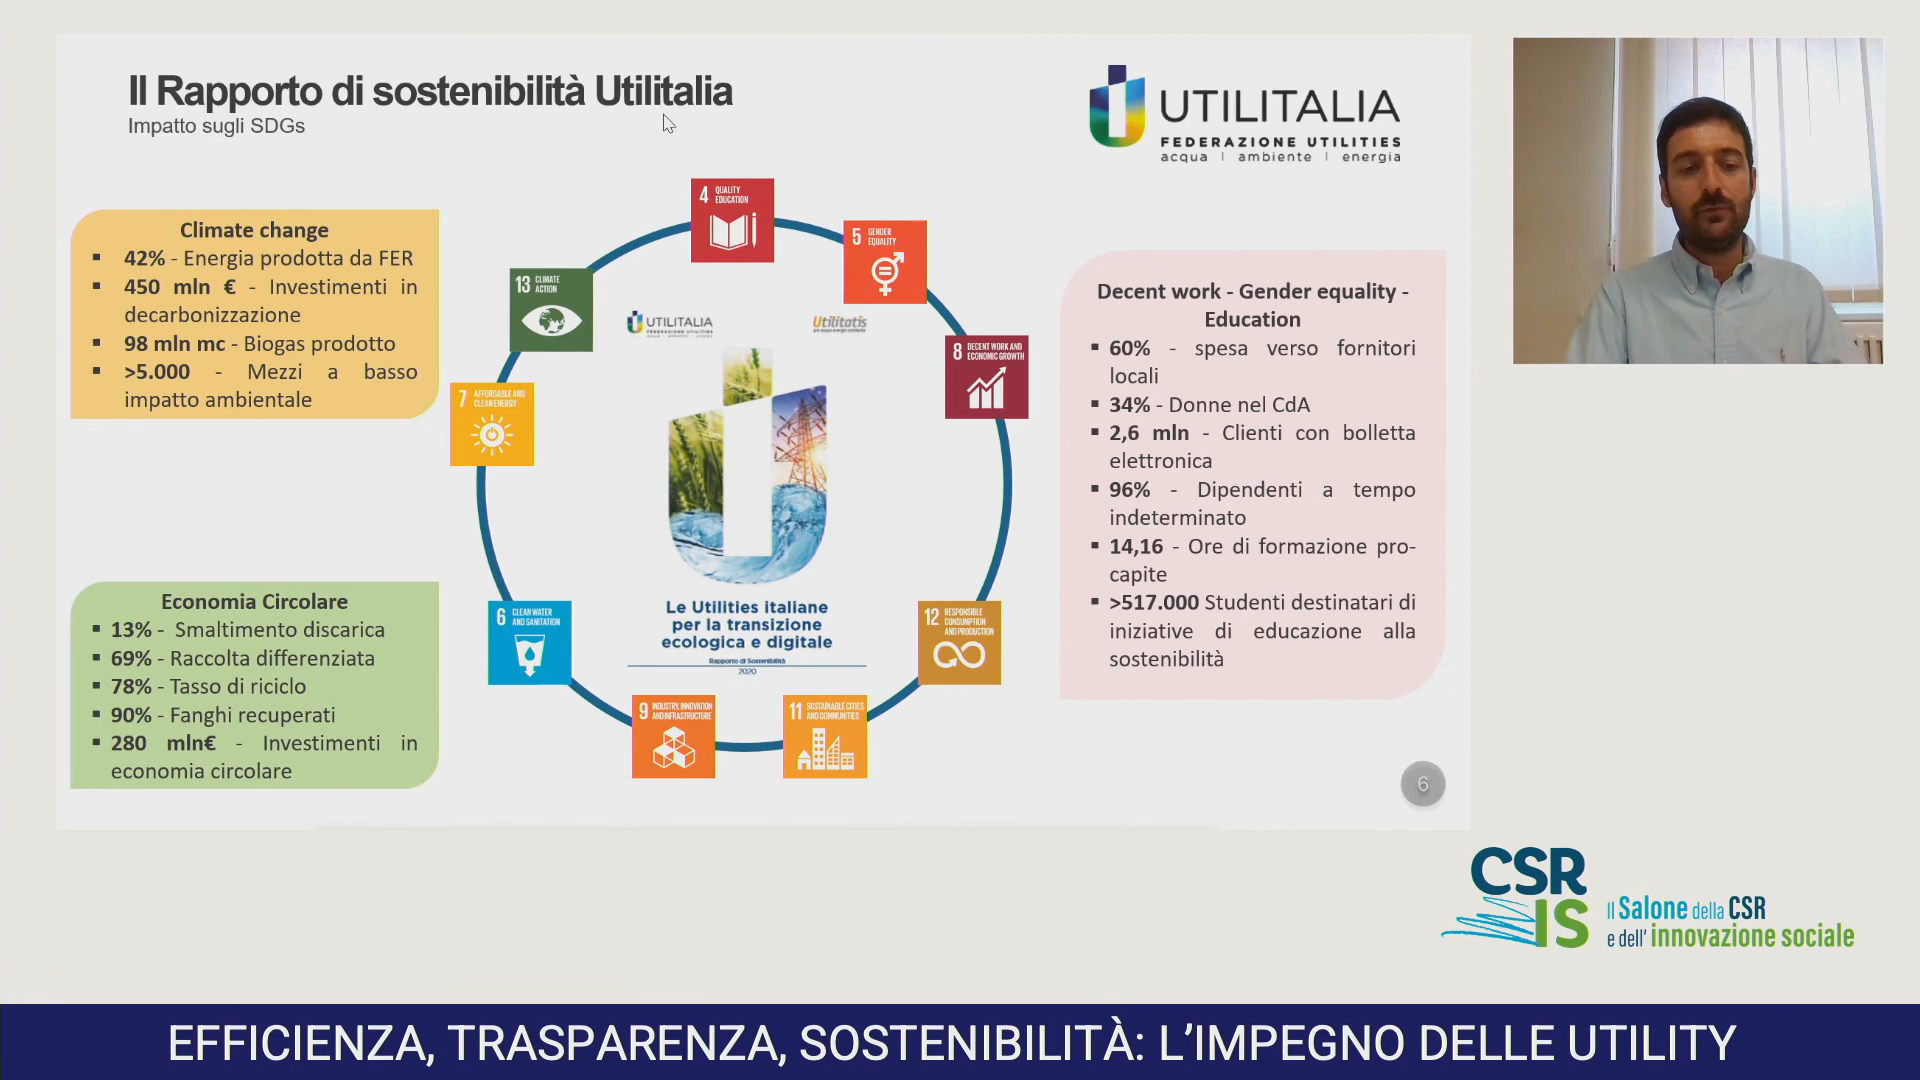 Il Rapporto di sostenibilità Utilitalia
Impatto sugli SDGs
UTILITALIA
FEDERAZIONE UTILITIES
acqua | ambiente | energia
Climate change
▪ 42% - Energia prodotta da FER
▪ 450 mln € - Investimenti in
decarbonizzazione
▪ 98 mln mc - Biogas prodotto
▪ >5.000 - Mezzi a basso
impatto ambientale
Economia Circolare
▪ 13% - Smaltimento discarica
▪ 69% - Raccolta differenziata
▪ 78% - Tasso di riciclo
▪ 90% - Fanghi recuperati
▪ 280 mln€ - Investimenti in
economia circolare
4 QUALITY
EDUCATION
5 GENDER
EQUALITY
8 DECENT WORK AND
ECONOMIC GROWTH
12 RESPONSIBLE
CONSUMPTION
AND PRODUCTION
11 SUSTAINABLE CITIES
AND COMMUNITIES
9 INDUSTRY, INNOVATION
AND INFRASTRUCTURE
6 CLEAN WATER
AND SANITATION
7 AFFORDABLE AND
CLEAN ENERGY
13 CLIMATE
ACTION
UTILITALIA
FEDERAZIONE UTILITIES
Utilitatis
Le Utilities italiane
per la transizione
ecologica e digitale
Rapporto di Sostenibilità
2020
Decent work - Gender equality -
Education
▪ 60% - spesa verso fornitori
locali
▪ 34% - Donne nel CdA
▪ 2,6 mln - Clienti con bolletta
elettronica
▪ 96% - Dipendenti a tempo
indeterminato
▪ 14,16 - Ore di formazione pro-
capite
▪ >517.000 Studenti destinatari di
iniziative di educazione alla
sostenibilità
6
CSR
IS
Il Salone della CSR
e dell' innovazione sociale
EFFICIENZA, TRASPARENZA, SOSTENIBILITÀ: L'IMPEGNO DELLE UTILITY